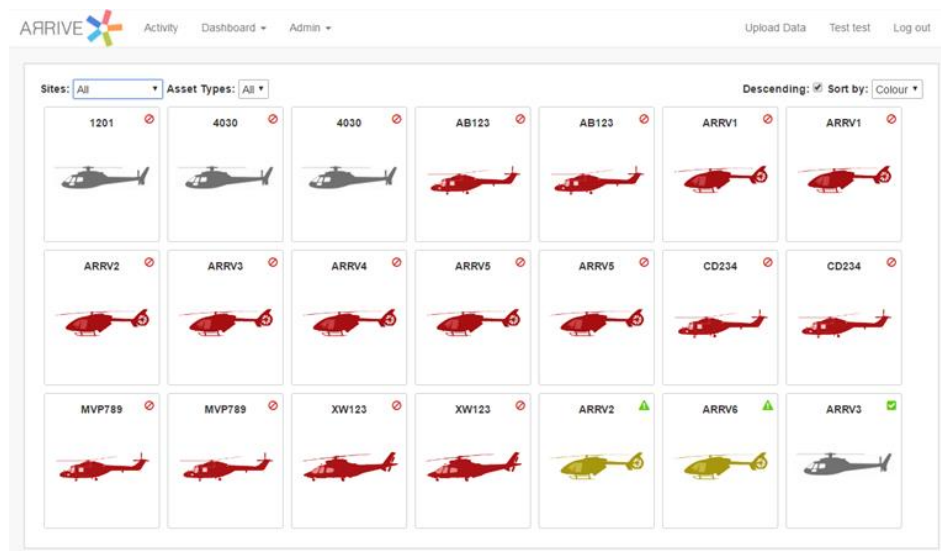 ARRIVE Activity Dashboard Admin Upload Data Test test Log out
Sites: All Asset Types: All Descending: Sort by: Colour
1201 4030 4030 AB123 AB123 ARRV1 ARRV1
ARRV2 ARRV3 ARRV4 ARRV5 ARRV5 CD234 CD234
MVP789 MVP789 XW123 XW123 ARRV2 ARRV6 ARRV3